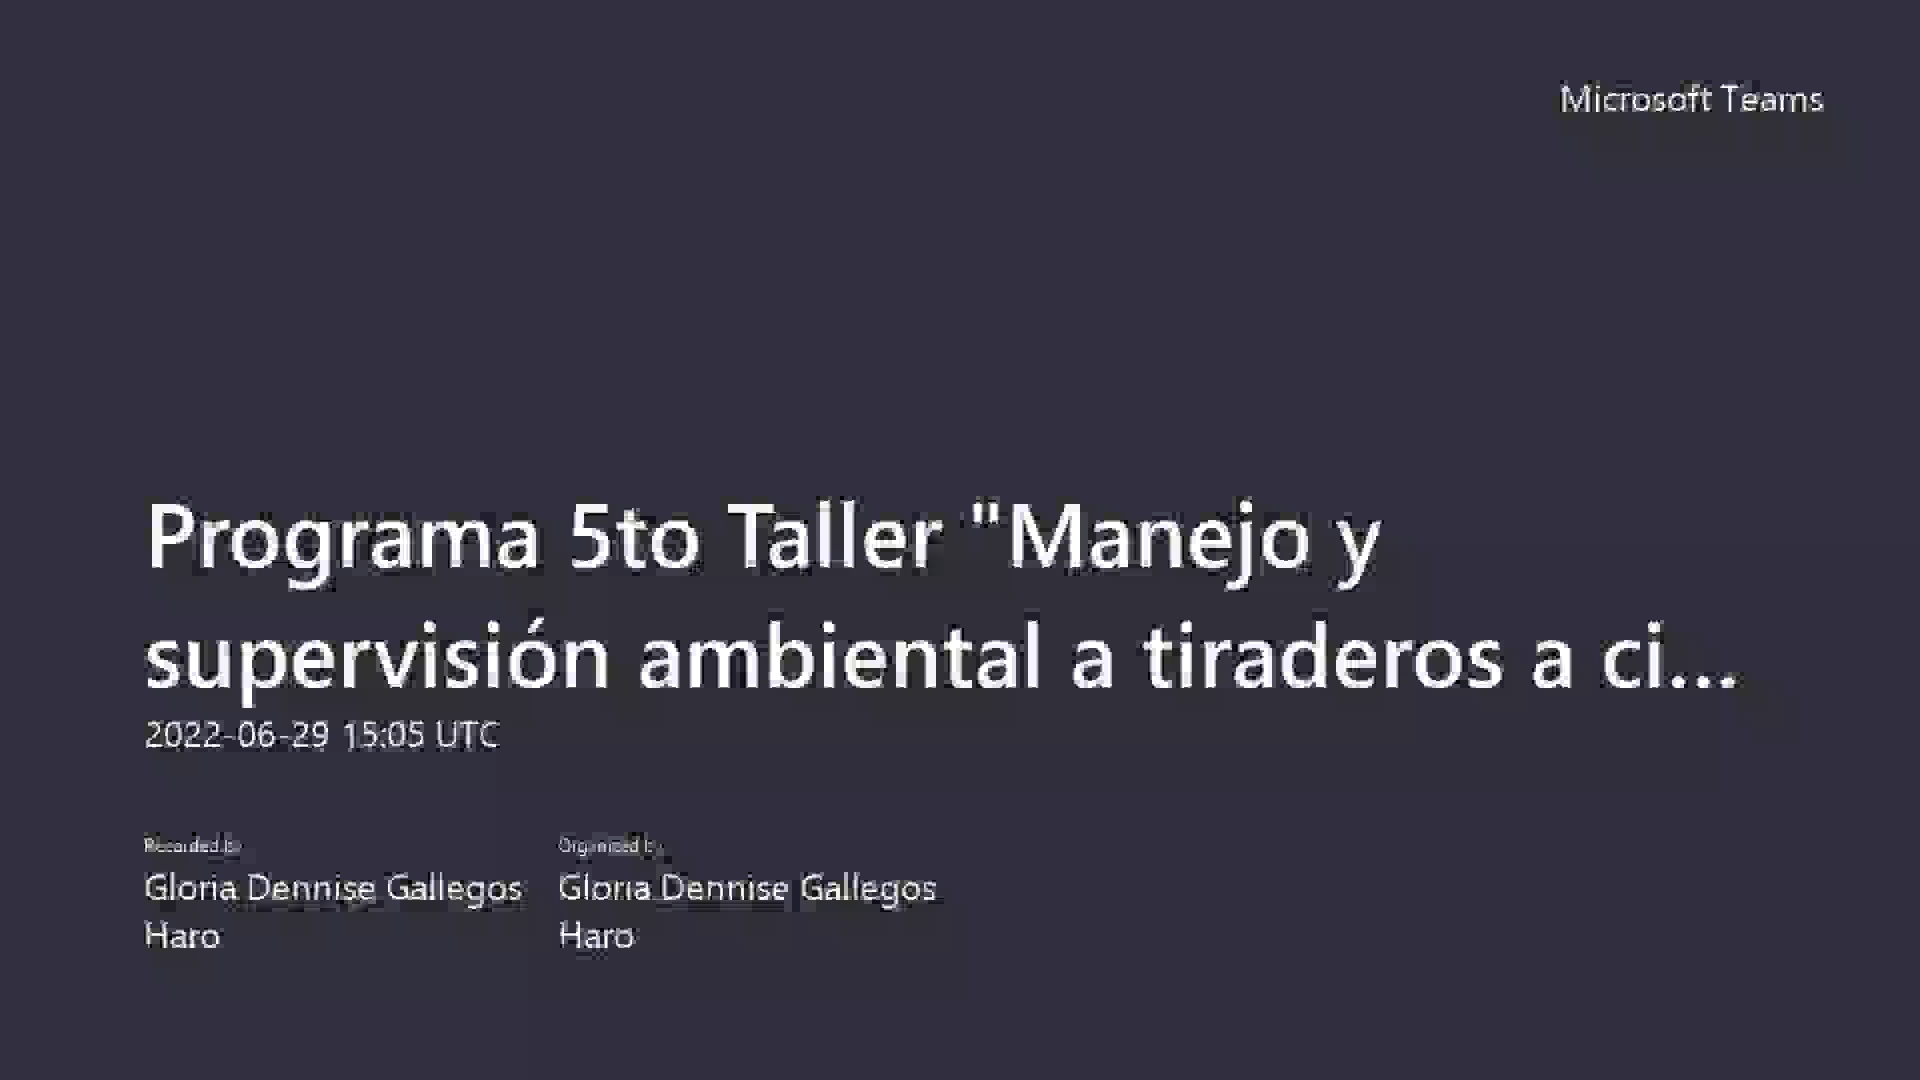 Microsoft Teams
Programa 5to Taller "Manejo y
supervisión ambiental a tiraderos a ci...
2022-06-29 15:05 UTC
Recorded by Organized by
Gloria Dennise Gallegos Gloria Dennise Gallegos
Haro Haro